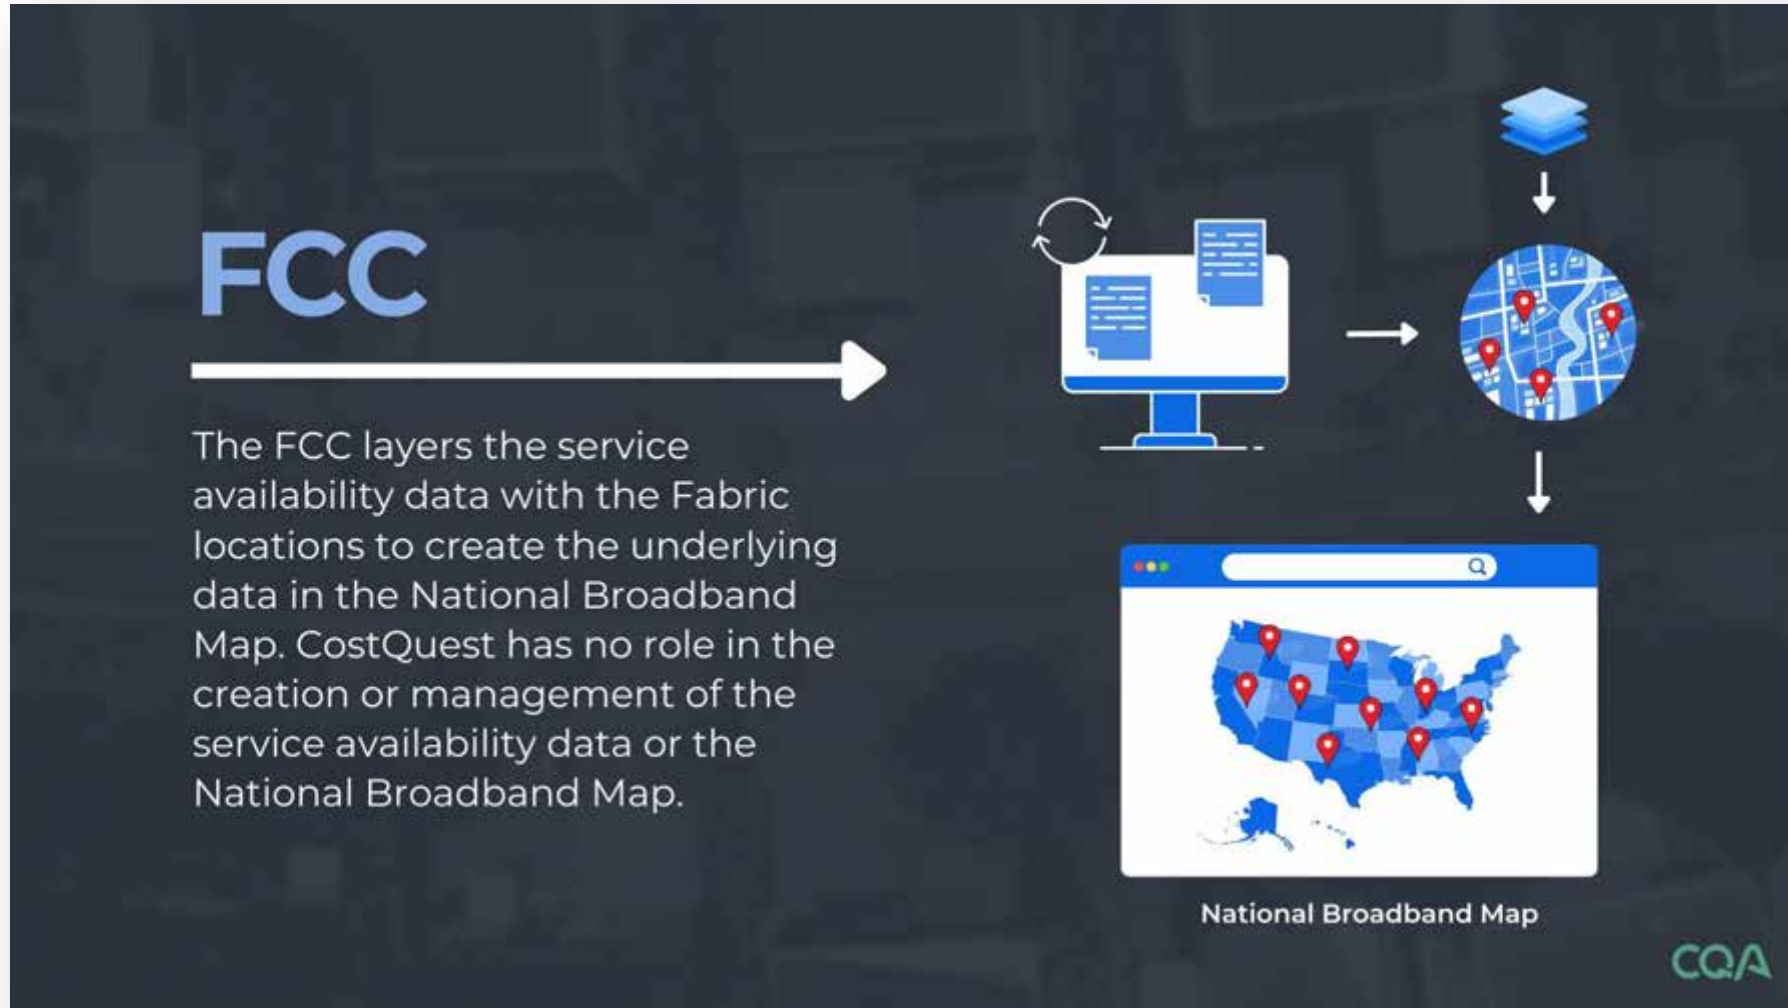 FCC
The FCC layers the service
availability data with the Fabric
locations to create the underlying
data in the National Broadband
Map. CostQuest has no role in the
creation or management of the
service availability data or the
National Broadband Map.
National Broadband Map
CQA